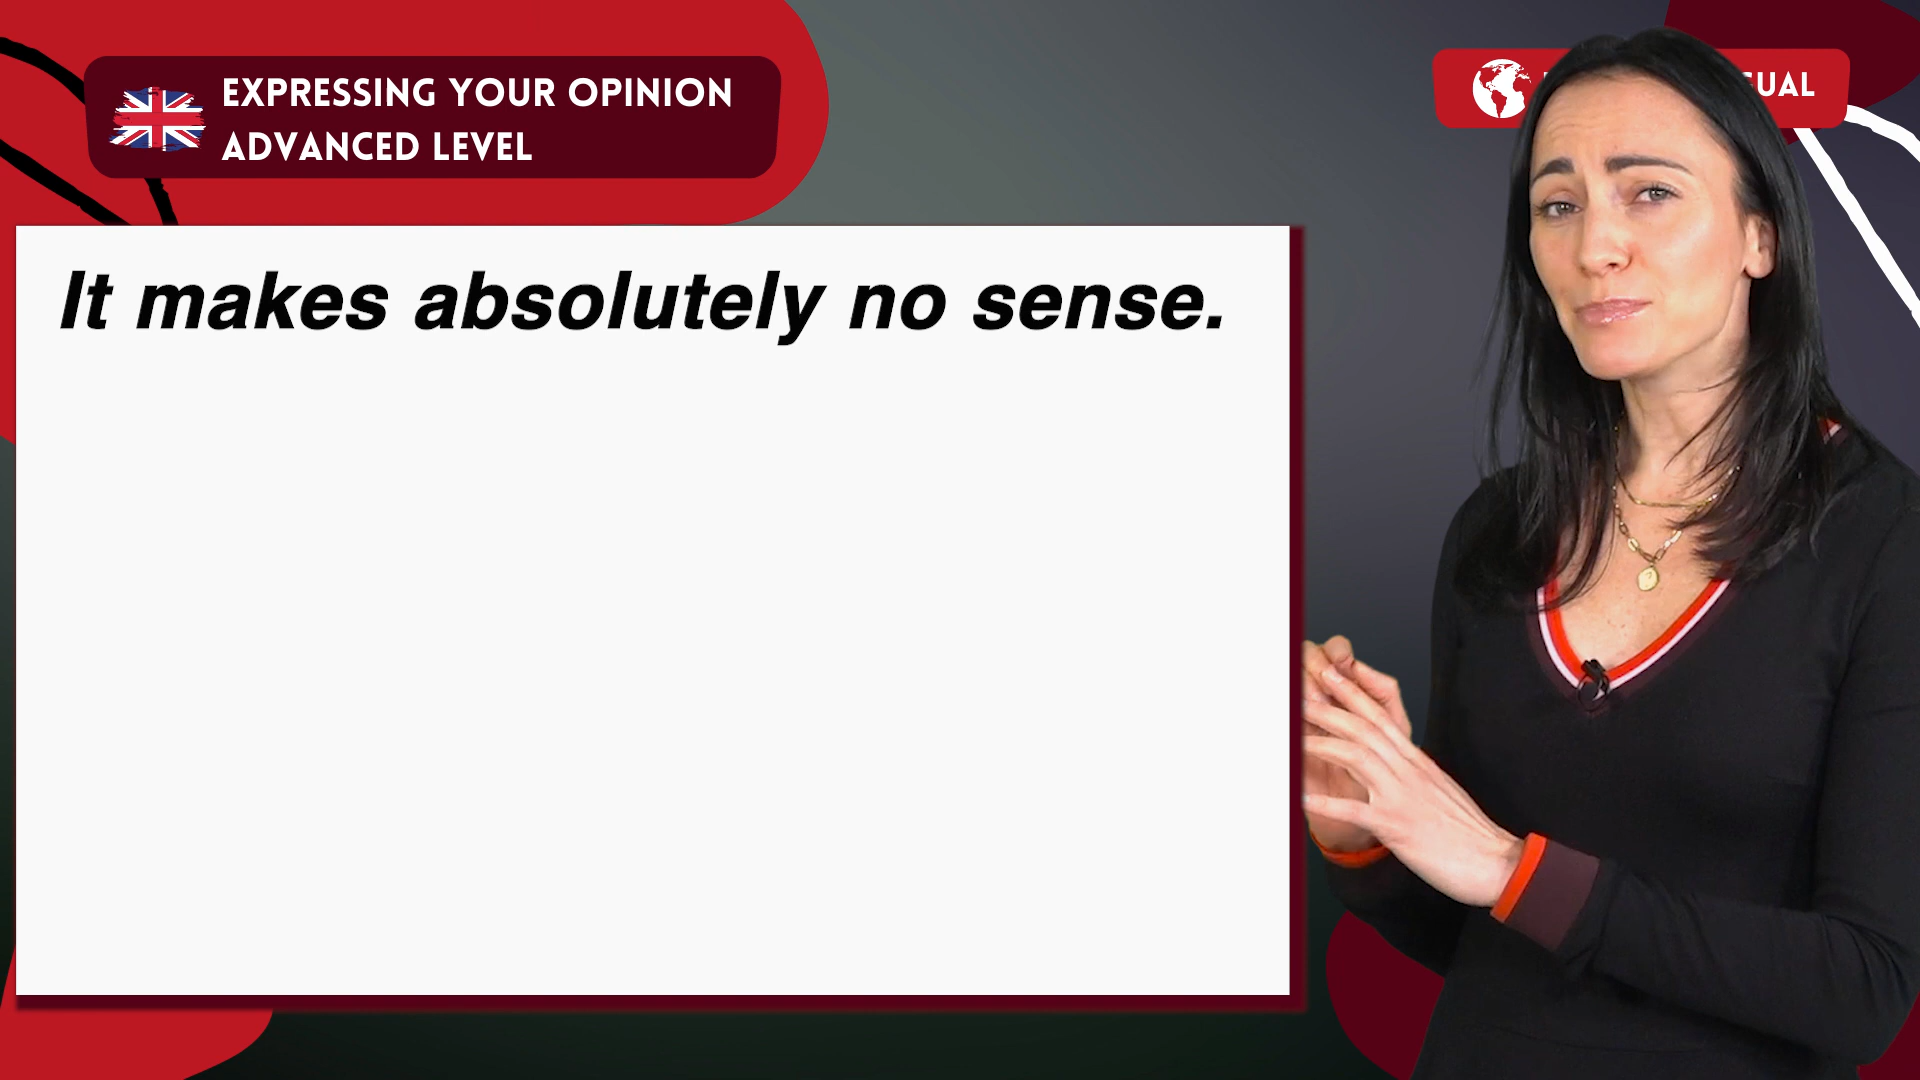 EXPRESSING YOUR OPINION
ADVANCED LEVEL
It makes absolutely no sense.